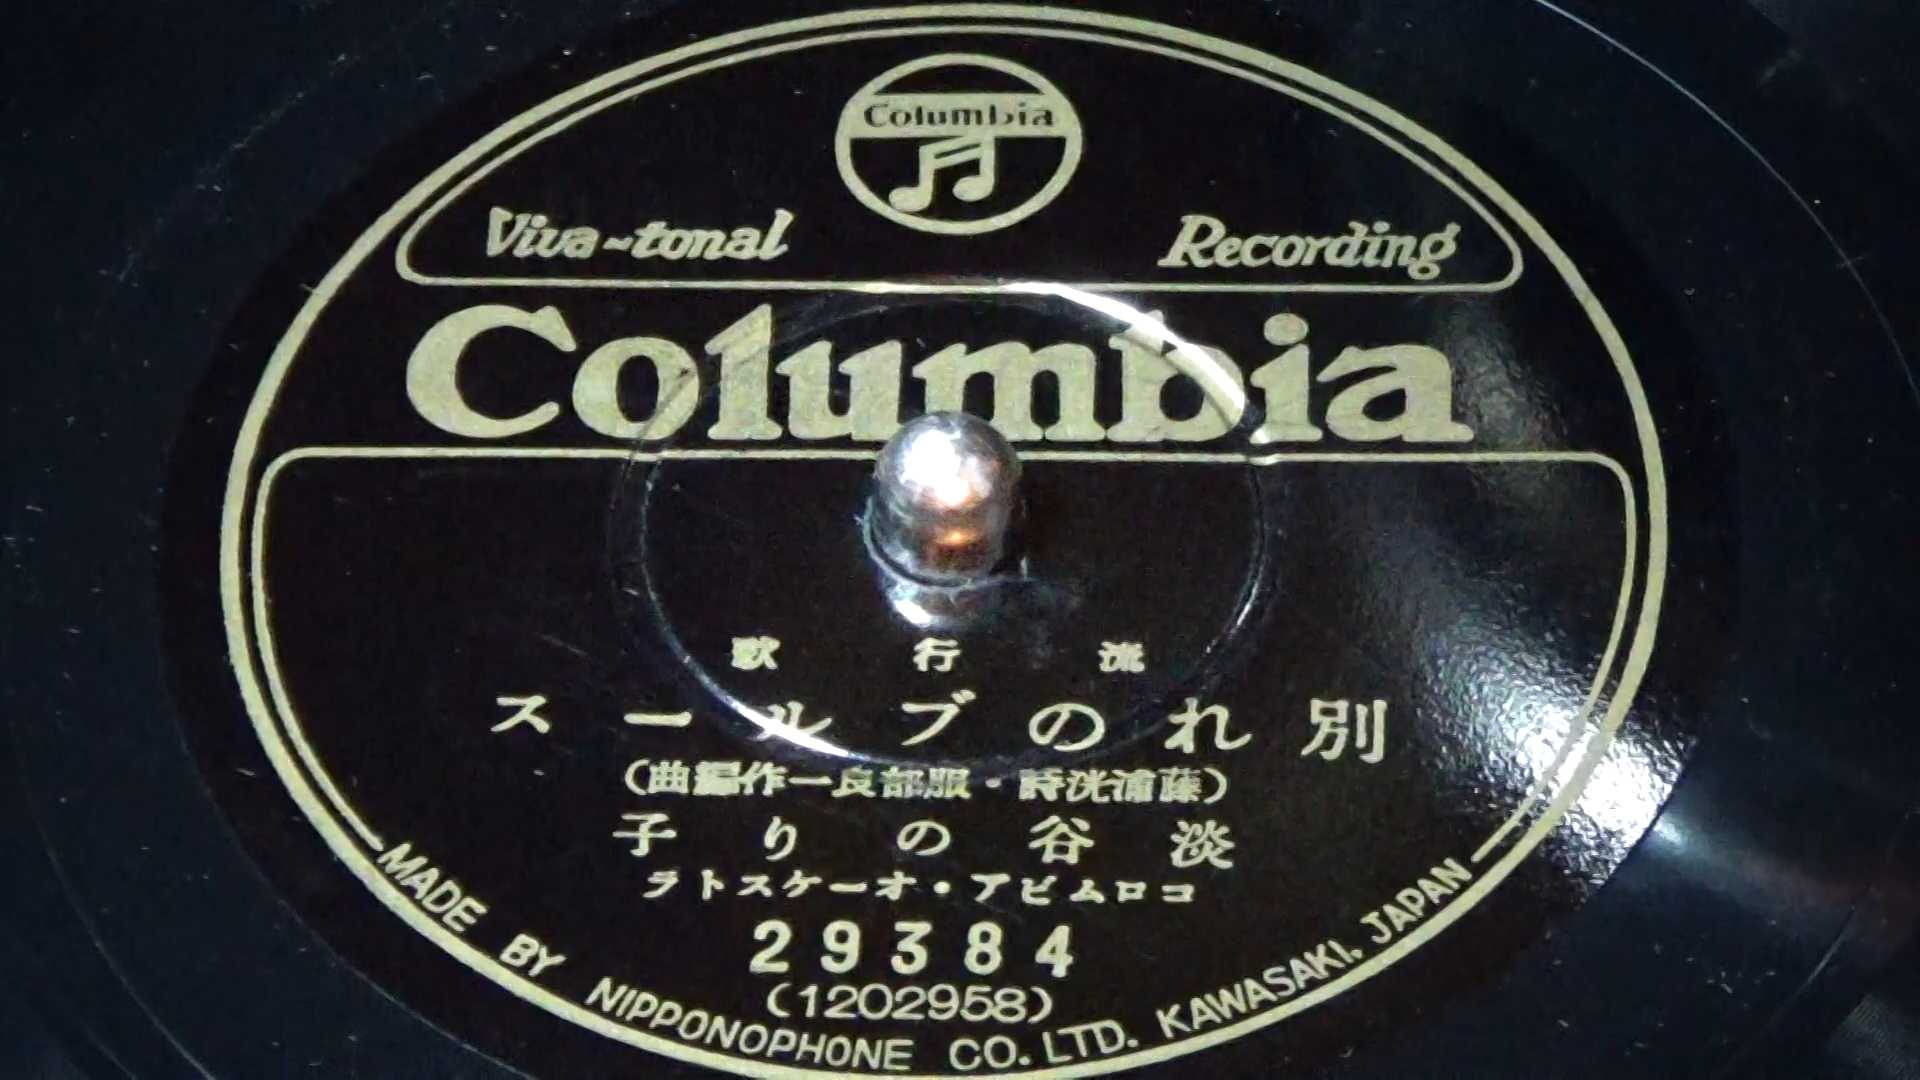 Columbia
Viva-tonal Recording
Columbia
流行歌
別れのブルース
(藤浦洸詩・服部良一作編曲)
淡谷のり子
コロムビア・オーケストラ
29384
(1202958)
MADE BY NIPPONOPHONE CO. LTD. KAWASAKI, JAPAN